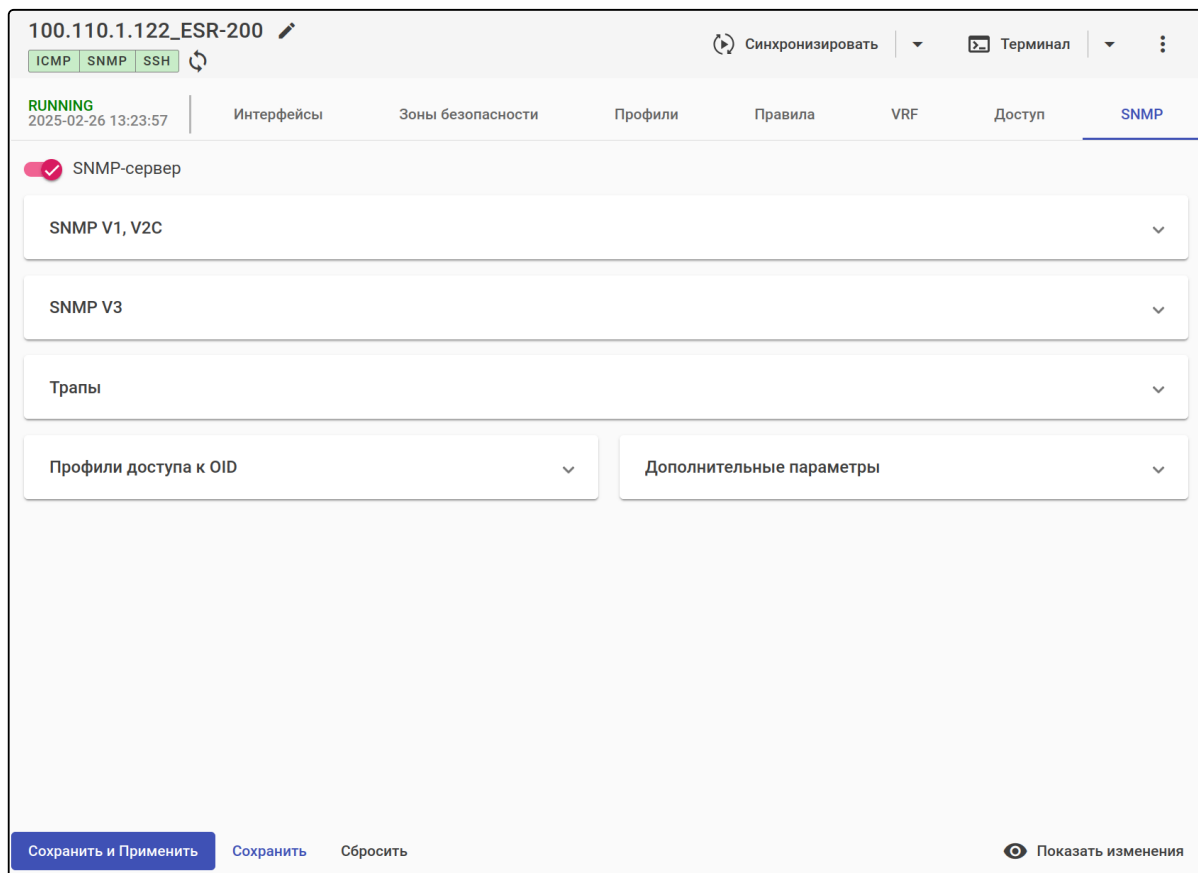 100.110.1.122_ESR-200
Синхронизировать
Терминал
ICMP SNMP SSH
RUNNING
2025-02-26 13:23:57
Интерфейсы Зоны безопасности Профили Правила VRF Доступ SNMP
SNMP-сервер
SNMP V1, V2C
SNMP V3
Трапы
Профили доступа к OID
Дополнительные параметры
Сохранить и Применить Сохранить Сбросить Показать изменения